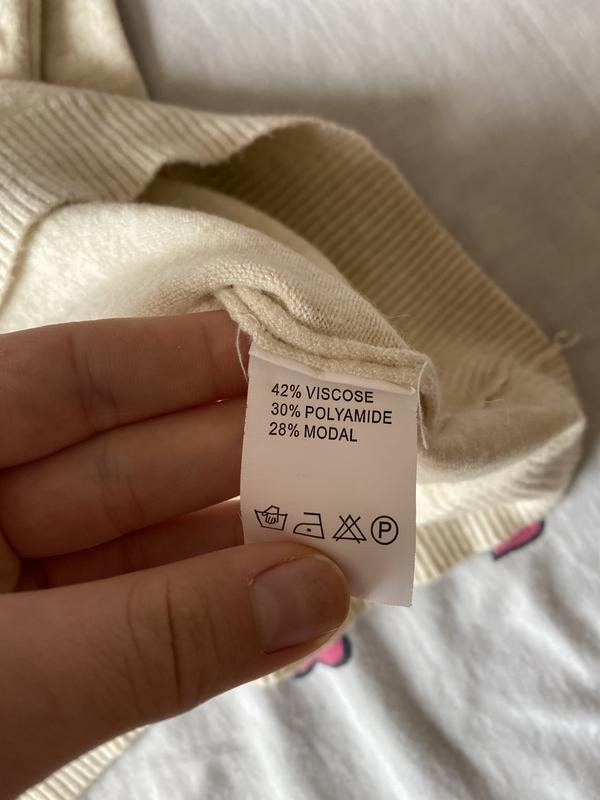 42% VISCOSE
30% POLYAMIDE
28% MODAL
P